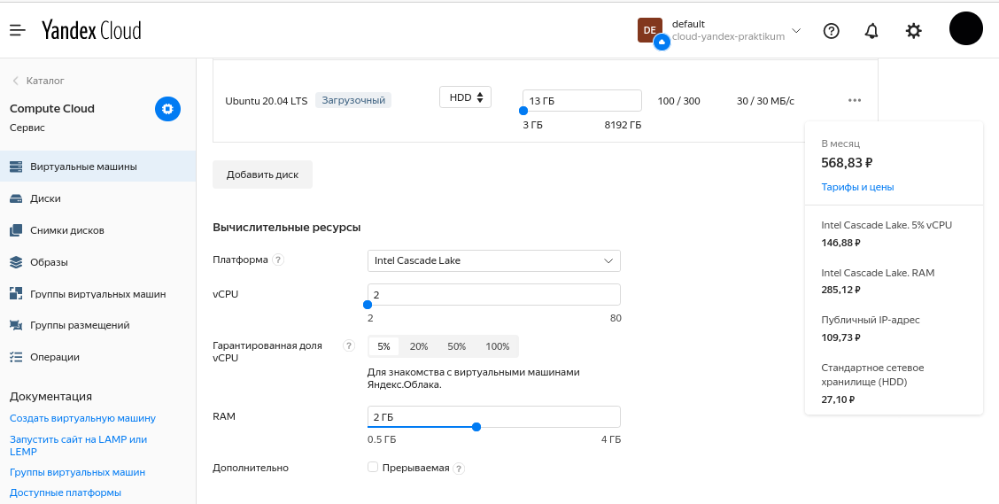 Yandex Cloud
DE
default
cloud-yandex-praktikum
Каталог
Compute Cloud
Сервис
Виртуальные машины
Диски
Снимки дисков
Образы
Группы виртуальных машин
Группы размещений
Операции
Документация
Создать виртуальную машину
Запустить сайт на LAMP или
LEMP
Группы виртуальных машин
Доступные платформы
Ubuntu 20.04 LTS Загрузочный HDD 13 ГБ 100 / 300 30 / 30 МБ/с
3 ГБ 8192 ГБ
Добавить диск
Вычислительные ресурсы
Платформа ? Intel Cascade Lake
vCPU 2
2 80
Гарантированная доля
vCPU
? 5% 20% 50% 100%
Для знакомства с виртуальными машинами
Яндекс.Облака.
RAM 2 ГБ
0.5 ГБ 4 ГБ
Дополнительно Прерываемая ?
В месяц
568,83 ₽
Тарифы и цены
Intel Cascade Lake. 5% vCPU
146,88 ₽
Intel Cascade Lake. RAM
285,12 ₽
Публичный IP-адрес
109,73 ₽
Стандартное сетевое
хранилище (HDD)
27,10 ₽